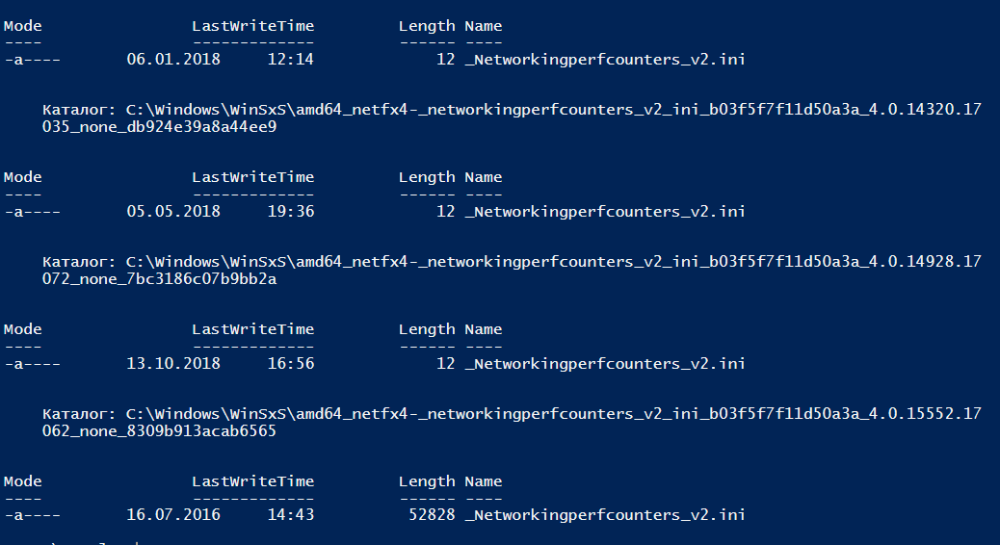 Mode LastWriteTime Length Name
---- ------------- ------ ----
-a---- 06.01.2018 12:14 12 _Networkingperfcounters_v2.ini
Каталог: C:\Windows\WinSxS\amd64_netfx4-_networkingperfcounters_v2_ini_b03f5f7f11d50a3a_4.0.14320.17
035_none_db924e39a8a44ee9
Mode LastWriteTime Length Name
---- ------------- ------ ----
-a---- 05.05.2018 19:36 12 _Networkingperfcounters_v2.ini
Каталог: C:\Windows\WinSxS\amd64_netfx4-_networkingperfcounters_v2_ini_b03f5f7f11d50a3a_4.0.14928.17
072_none_7bc3186c07b9bb2a
Mode LastWriteTime Length Name
---- ------------- ------ ----
-a---- 13.10.2018 16:56 12 _Networkingperfcounters_v2.ini
Каталог: C:\Windows\WinSxS\amd64_netfx4-_networkingperfcounters_v2_ini_b03f5f7f11d50a3a_4.0.15552.17
062_none_8309b913acab6565
Mode LastWriteTime Length Name
---- ------------- ------ ----
-a---- 16.07.2016 14:43 52828 _Networkingperfcounters_v2.ini